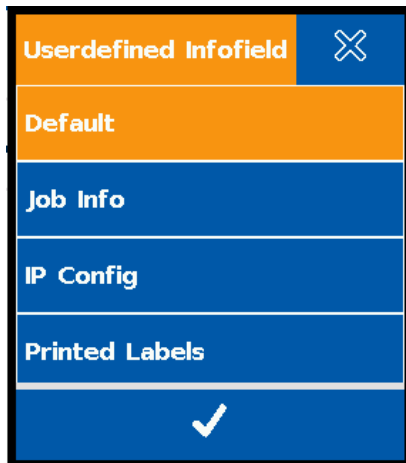 Userdefined Infofield
Default
Job Info
IP Config
Printed Labels